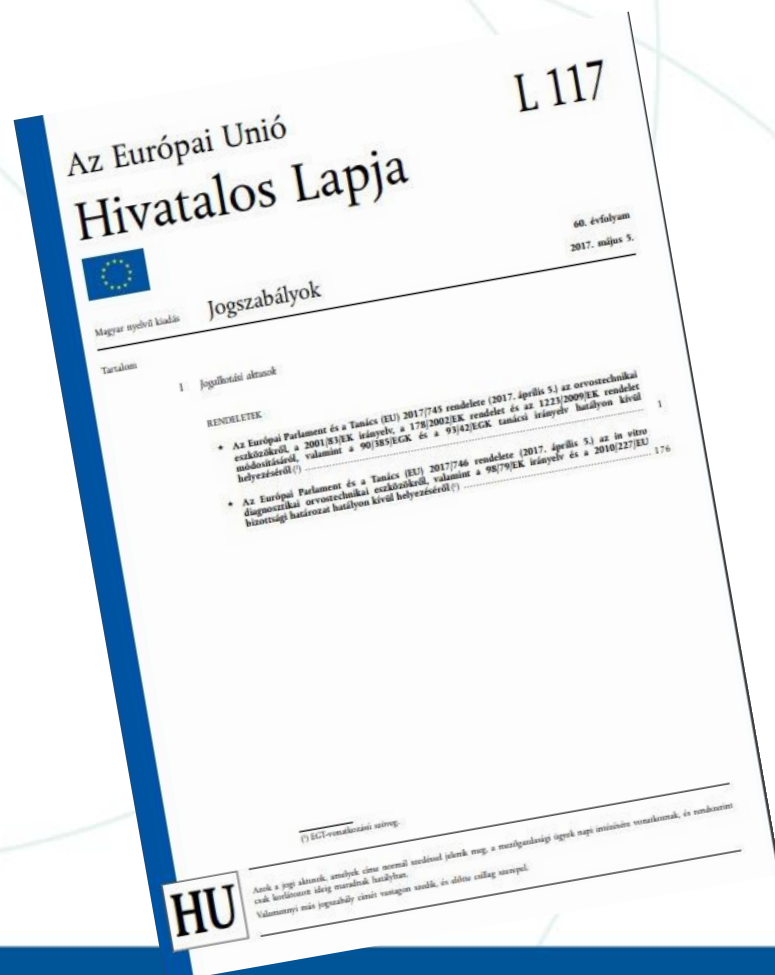 L 117
Az Európai Unió
Hivatalos Lapja
60. évfolyam
2017. május 5.
Magyar nyelvű kiadás
Jogszabályok
Tartalom
I Jogalkotási aktusok
RENDELETEK
★ Az Európai Parlament és a Tanács (EU) 2017/745 rendelete (2017. április 5.) az orvostechnikai
eszközökről, a 2001/83/EK irányelv, a 178/2002/EK rendelet és az 1223/2009/EK rendelet
módosításáról, valamint a 90/385/EGK és a 93/42/EGK tanácsi irányelv hatályon kívül
helyezéséről (¹) ........ 1
★ Az Európai Parlament és a Tanács (EU) 2017/746 rendelete (2017. április 5.) az in vitro
diagnosztikai orvostechnikai eszközökről, valamint a 98/79/EK irányelv és a 2010/227/EU
bizottsági határozat hatályon kívül helyezéséről (¹) ........ 176
(¹) EGT-vonatkozású szöveg.
HU
Azok a jogi aktusok, amelyek címe normál szedéssel jelenik meg, a mezőgazdasági ügyek napi intézésére vonatkoznak, és rendszerint
csak korlátozott ideig maradnak hatályban.
Valamennyi más jogszabály címét vastagon szedik, és előtte csillag szerepel.